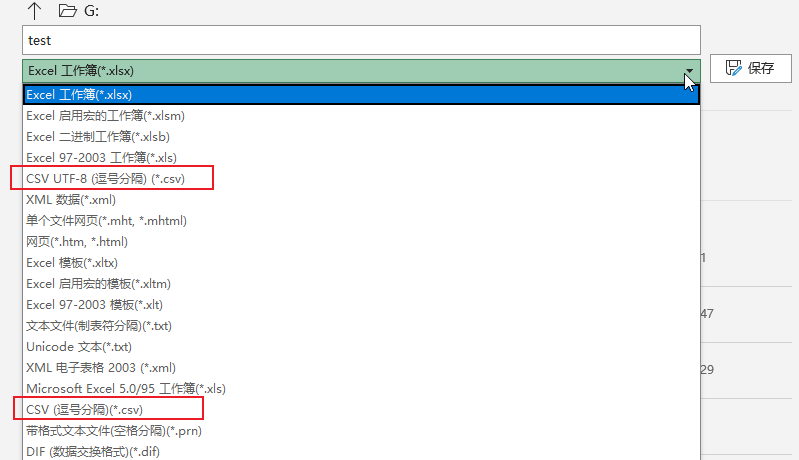 G:
test
Excel 工作簿(*.xlsx)
保存
Excel 工作簿(*.xlsx)
Excel 启用宏的工作簿(*.xlsm)
Excel 二进制工作簿(*.xlsb)
Excel 97-2003 工作簿(*.xls)
CSV UTF-8 (逗号分隔) (*.csv)
XML 数据(*.xml)
单个文件网页(*.mht, *.mhtml)
网页(*.htm, *.html)
Excel 模板(*.xltx)
1
Excel 启用宏的模板(*.xltm)
Excel 97-2003 模板(*.xlt)
47
文本文件(制表符分隔)(*.txt)
Unicode 文本(*.txt)
XML 电子表格 2003 (*.xml)
29
Microsoft Excel 5.0/95 工作簿(*.xls)
CSV (逗号分隔)(*.csv)
带格式文本文件(空格分隔)(*.prn)
DIF (数据交换格式)(*.dif)